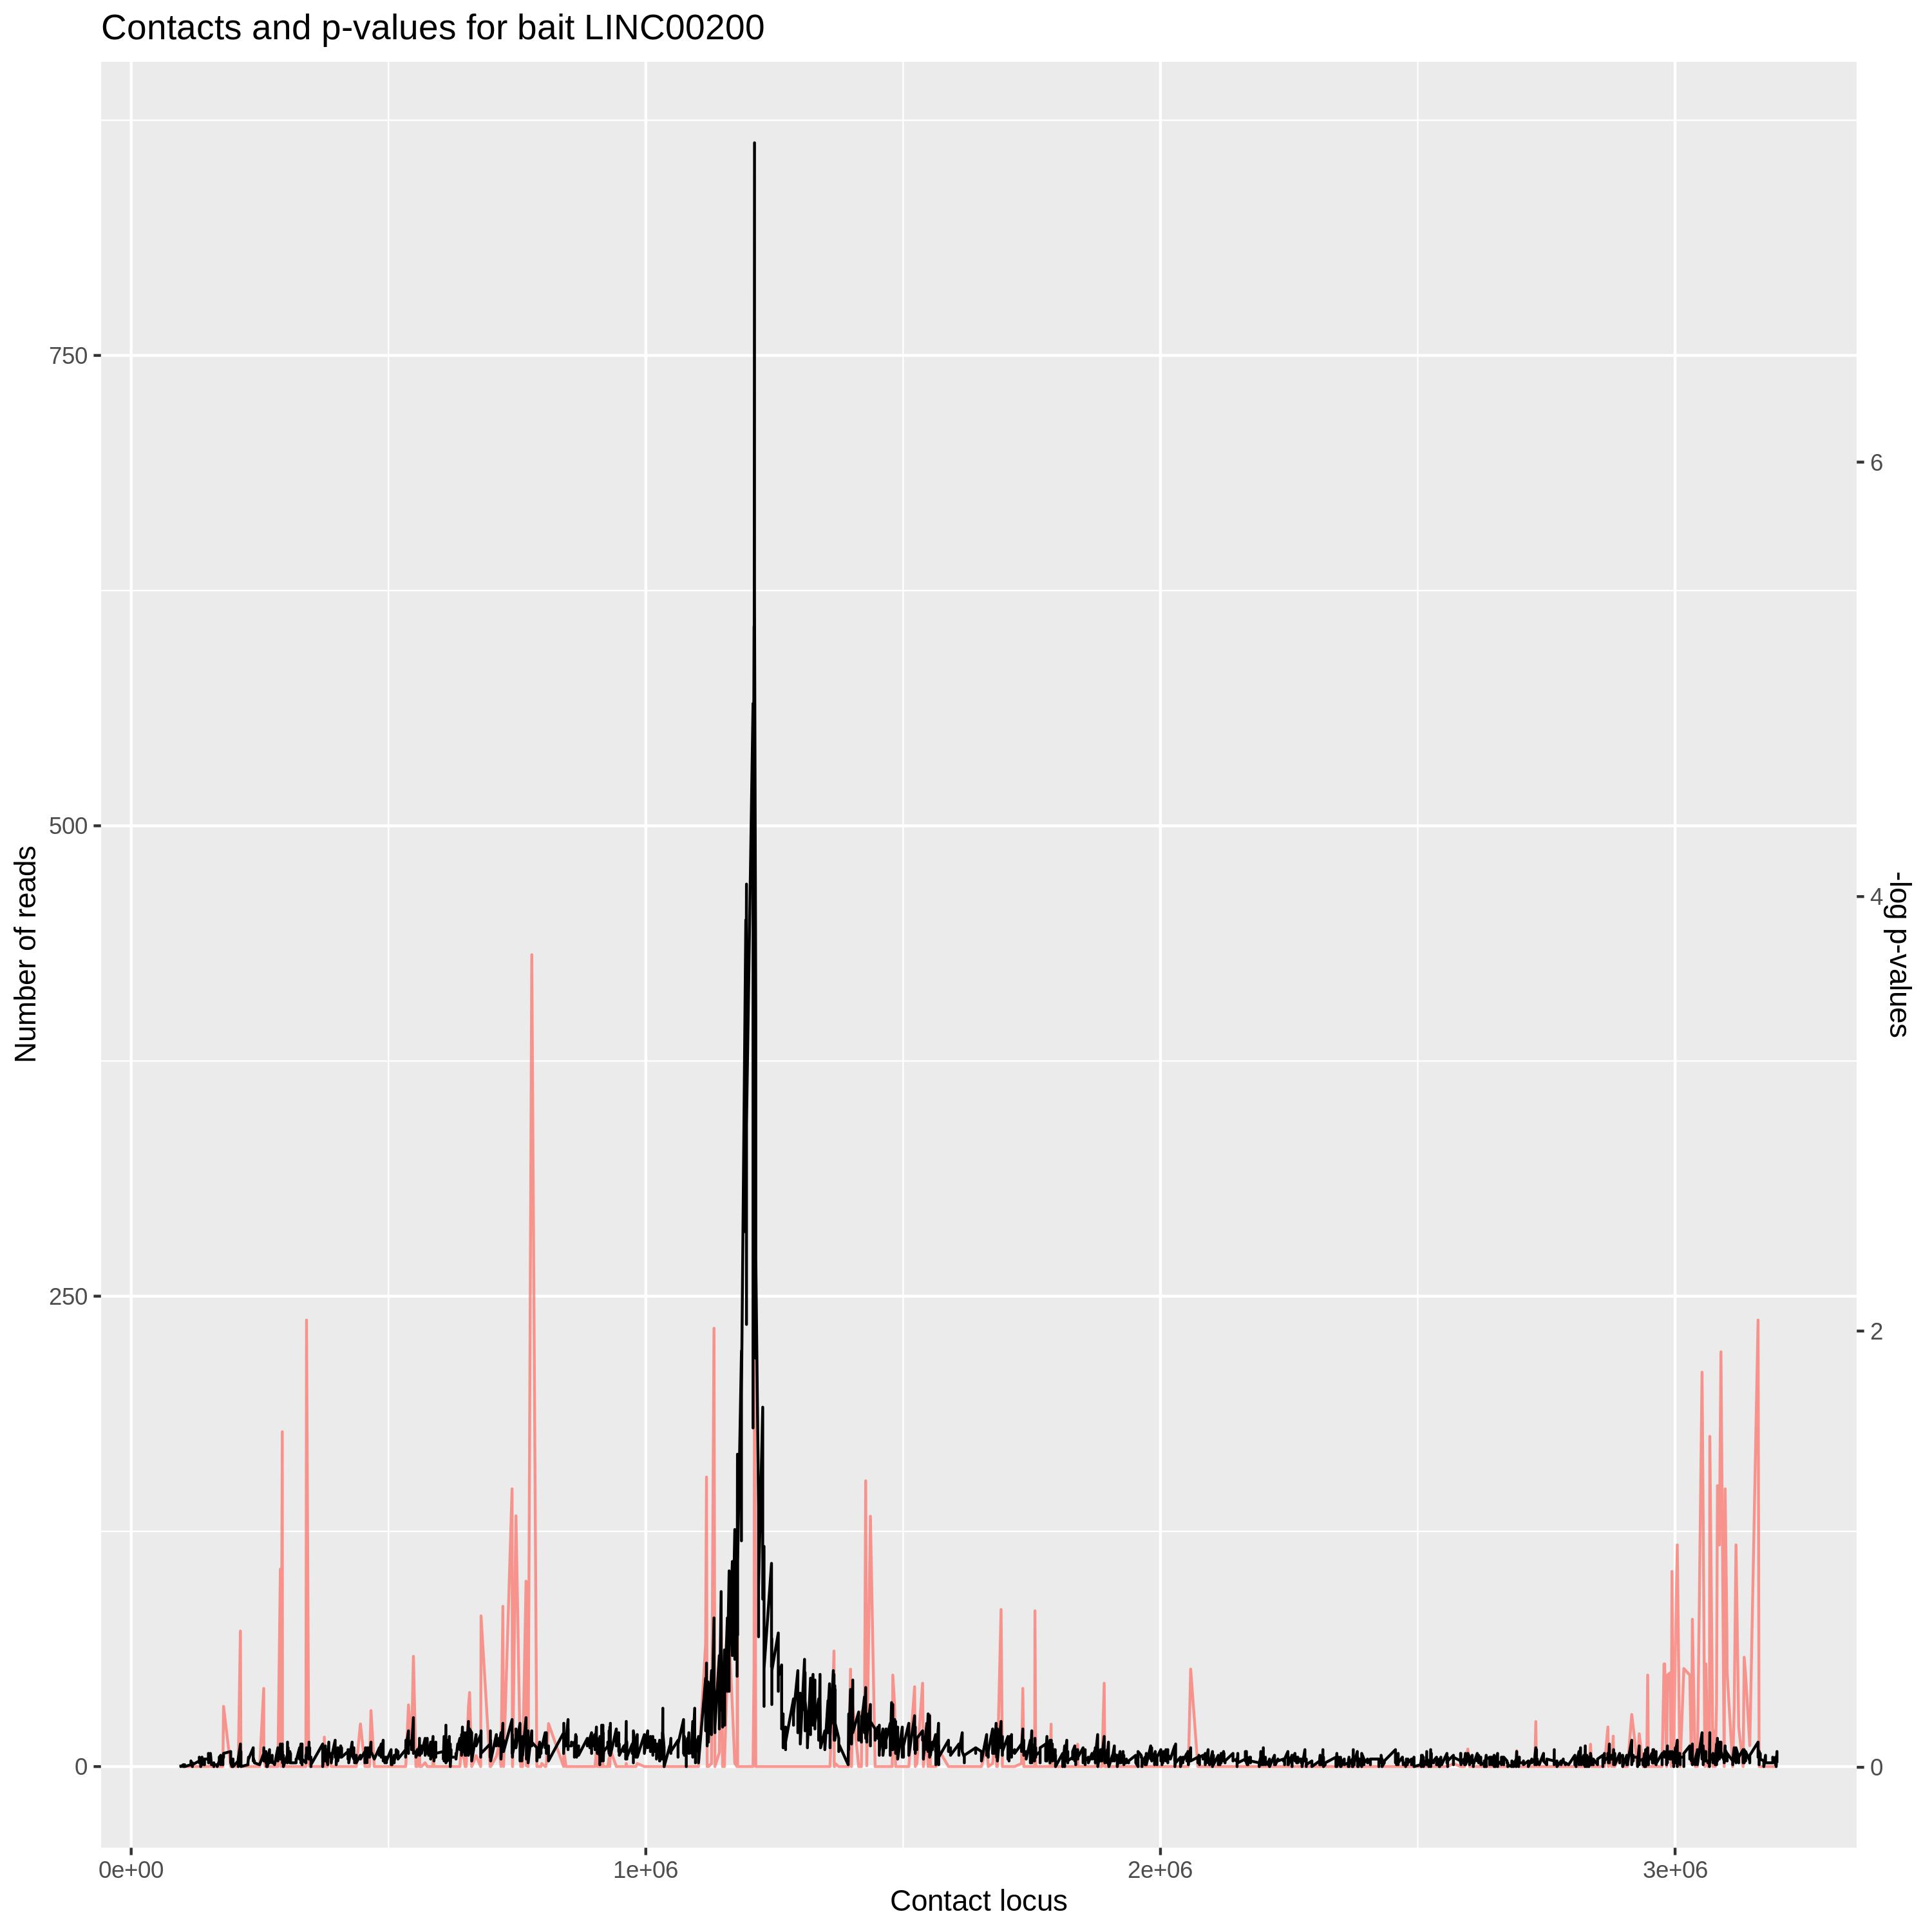 Contacts and p-values for bait LINC00200
750
500
250
0
6
4
2
0
Number of reads
-log p-values
0e+00
1e+06
2e+06
3e+06
Contact locus